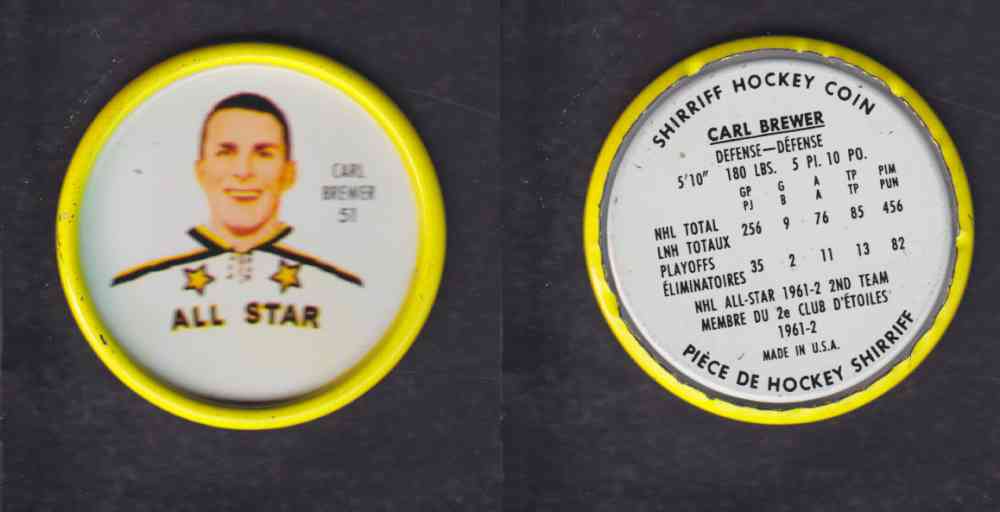 CARL
BREWER
51
ALL STAR
SHIRRIFF HOCKEY COIN
CARL BREWER
DEFENSE—DÉFENSE
5'10" 180 LBS. 5 PI. 10 PO.
GP G A TP PIM
PJ B A TP PUN
NHL TOTAL 256 9 76 85 456
LNH TOTAUX
PLAYOFFS
ÉLIMINATOIRES 35 2 11 13 82
NHL ALL-STAR 1961-2 2ND TEAM
MEMBRE DU 2e CLUB D'ÉTOILES
1961-2
MADE IN U.S.A.
PIÈCE DE HOCKEY SHIRRIFF